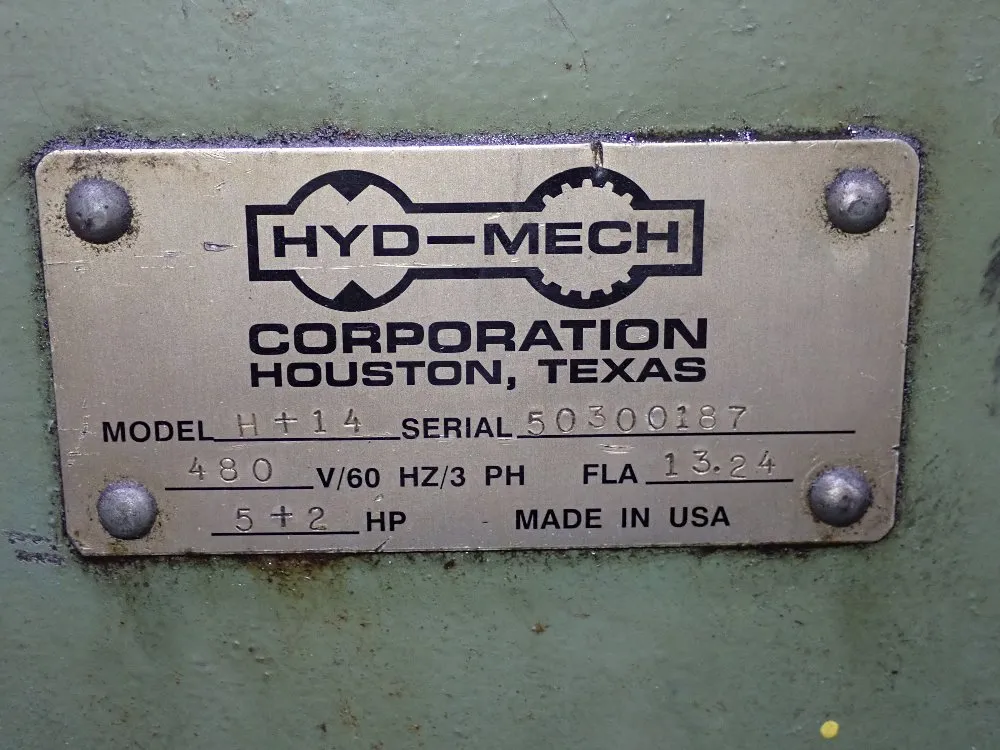 HYD-MECH
CORPORATION
HOUSTON, TEXAS
MODEL H+14 SERIAL 50300187
480 V/60 HZ/3 PH FLA 13.24
5+2 HP MADE IN USA